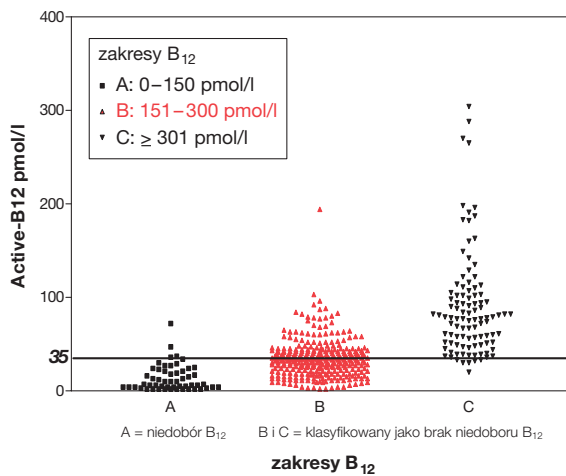 400
300
200
100
35
0
Active-B12 pmol/l
zakresy B12
A: 0–150 pmol/l
B: 151–300 pmol/l
C: ≥ 301 pmol/l
A B C
A = niedobór B12 B i C = klasyfikowany jako brak niedoboru B12
zakresy B12